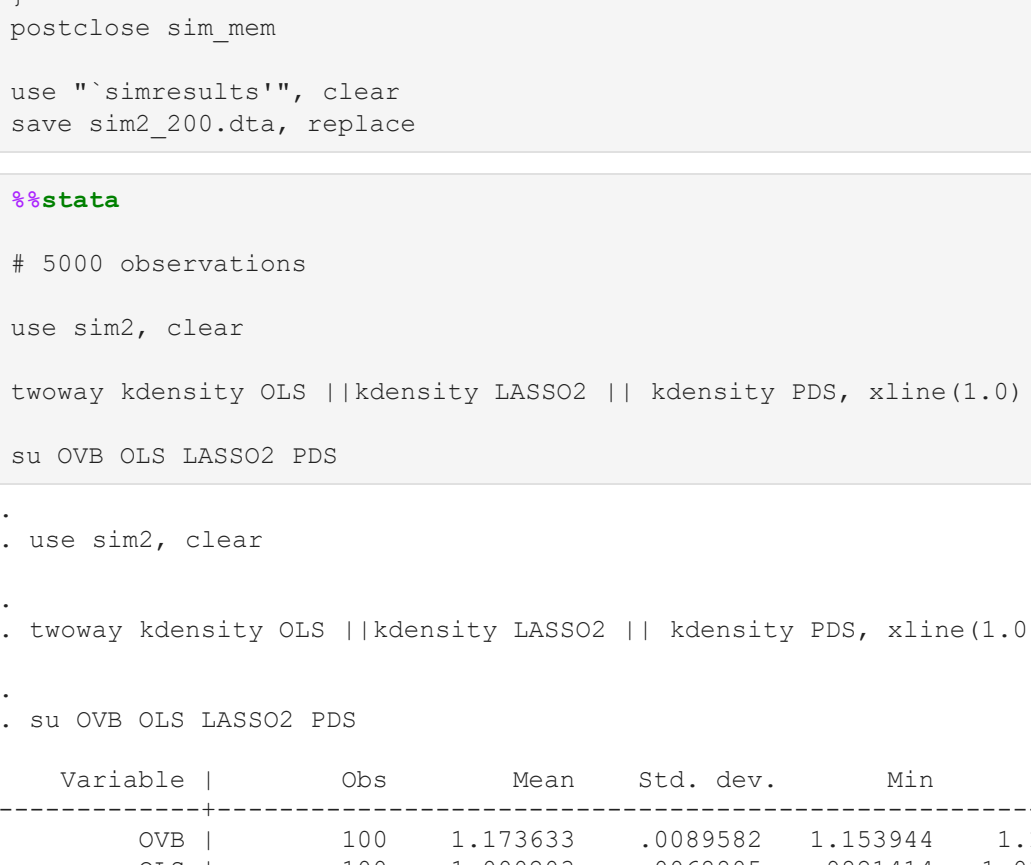 }
postclose sim_mem
use "`simresults'", clear
save sim2_200.dta, replace
%%stata
# 5000 observations
use sim2, clear
twoway kdensity OLS ||kdensity LASSO2 || kdensity PDS, xline(1.0)
su OVB OLS LASSO2 PDS
.
. use sim2, clear
.
. twoway kdensity OLS ||kdensity LASSO2 || kdensity PDS, xline(1.0
.
. su OVB OLS LASSO2 PDS
Variable | Obs Mean Std. dev. Min
-------------+------------------------------------------------------
OVB | 100 1.173633 .0089582 1.153944 1.
OLS | 100